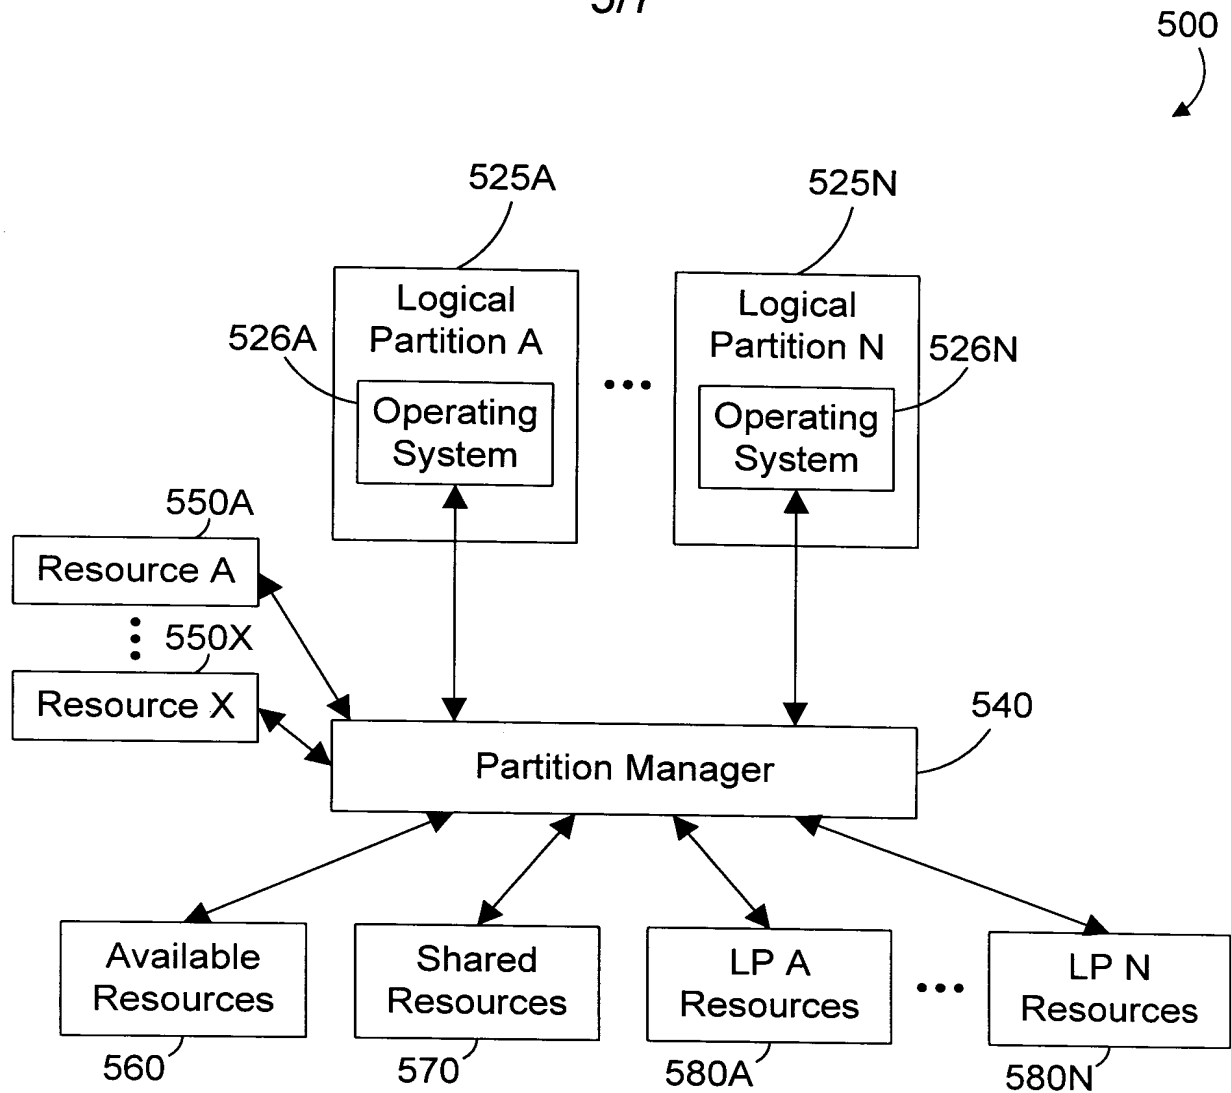 500
525A
525N
Logical
Partition A
Logical
Partition N
526A
526N
Operating
System
Operating
System
550A
Resource A
550X
Resource X
540
Partition Manager
Available
Resources
Shared
Resources
LP A
Resources
LP N
Resources
560
570
580A
580N